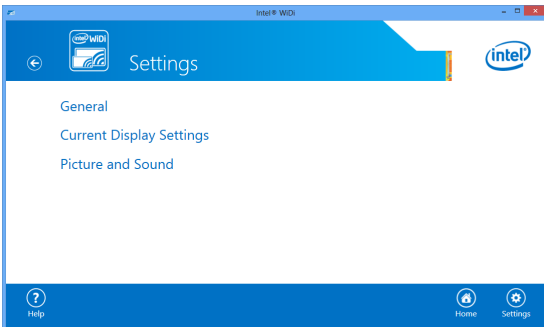 Intel® WiDi
intel WiDi
Settings
intel
General
Current Display Settings
Picture and Sound
?
Help
Home
Settings